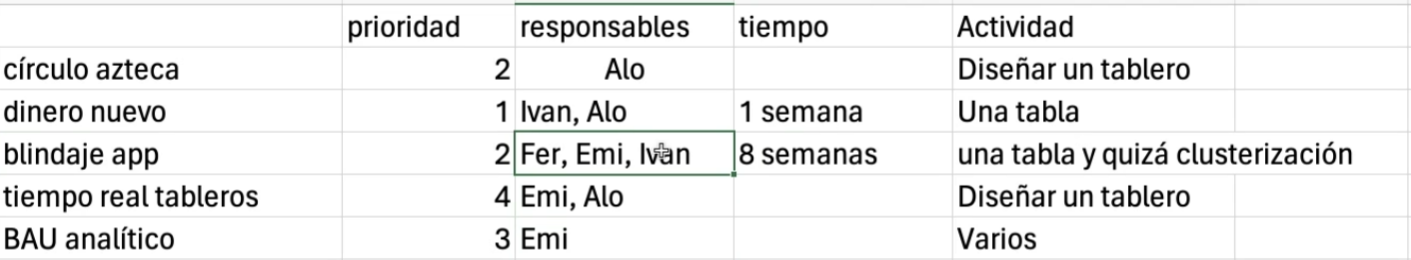 prioridad responsables tiempo Actividad
círculo azteca 2 Alo Diseñar un tablero
dinero nuevo 1 Ivan, Alo 1 semana Una tabla
blindaje app 2 Fer, Emi, Ivan 8 semanas una tabla y quizá clusterización
tiempo real tableros 4 Emi, Alo Diseñar un tablero
BAU analítico 3 Emi Varios